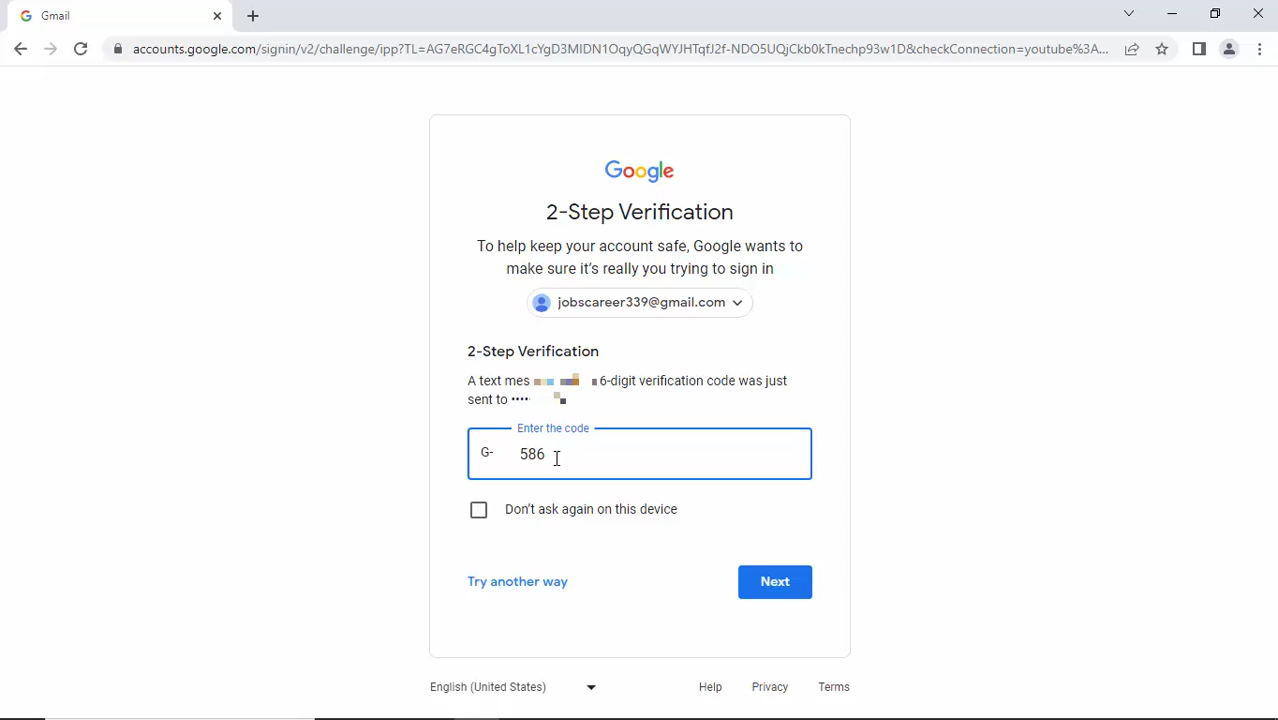 Gmail
accounts.google.com/signin/v2/challenge/ipp?TL=AG7eRGC4gToXL1cYgD3MIDN1OqyQGqWYJHTqfJ2f-NDO5UQjCkb0kTnechp93w1D&checkConnection=youtube%3A...
Google
2-Step Verification
To help keep your account safe, Google wants to
make sure it's really you trying to sign in
jobscareer339@gmail.com
2-Step Verification
A text mes 6-digit verification code was just
sent to ••••
Enter the code
G- 586
Don't ask again on this device
Try another way
Next
English (United States)
Help Privacy Terms